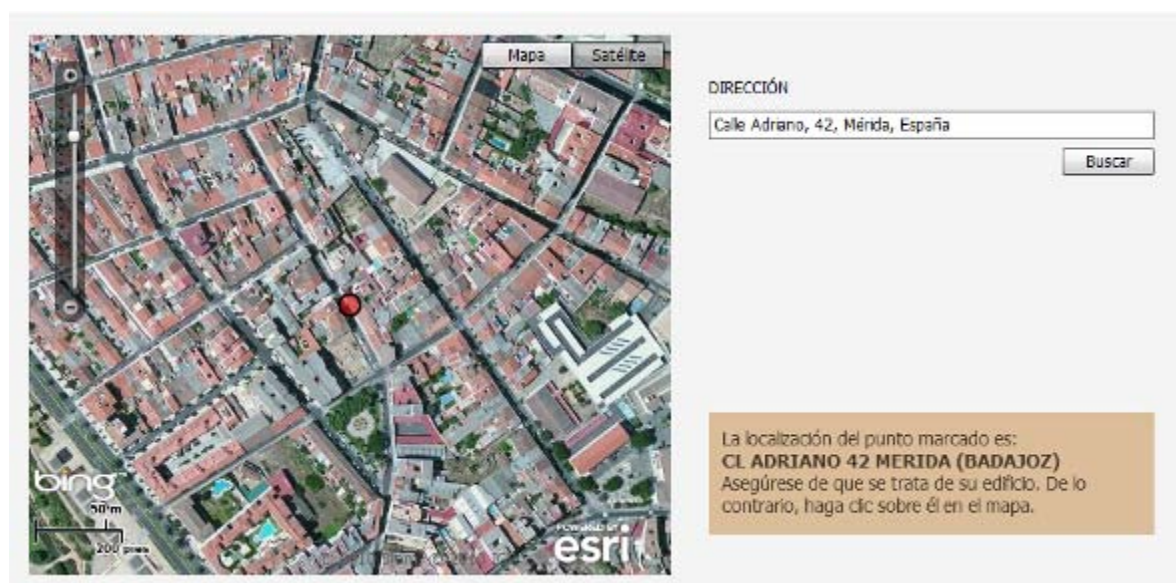 Mapa
Satélite
DIRECCIÓN
Calle Adriano, 42, Mérida, España
Buscar
La localización del punto marcado es:
CL ADRIANO 42 MERIDA (BADAJOZ)
Asegúrese de que se trata de su edificio. De lo
contrario, haga clic sobre él en el mapa.
bing
50 m
200 pies
POWERED BY
esri